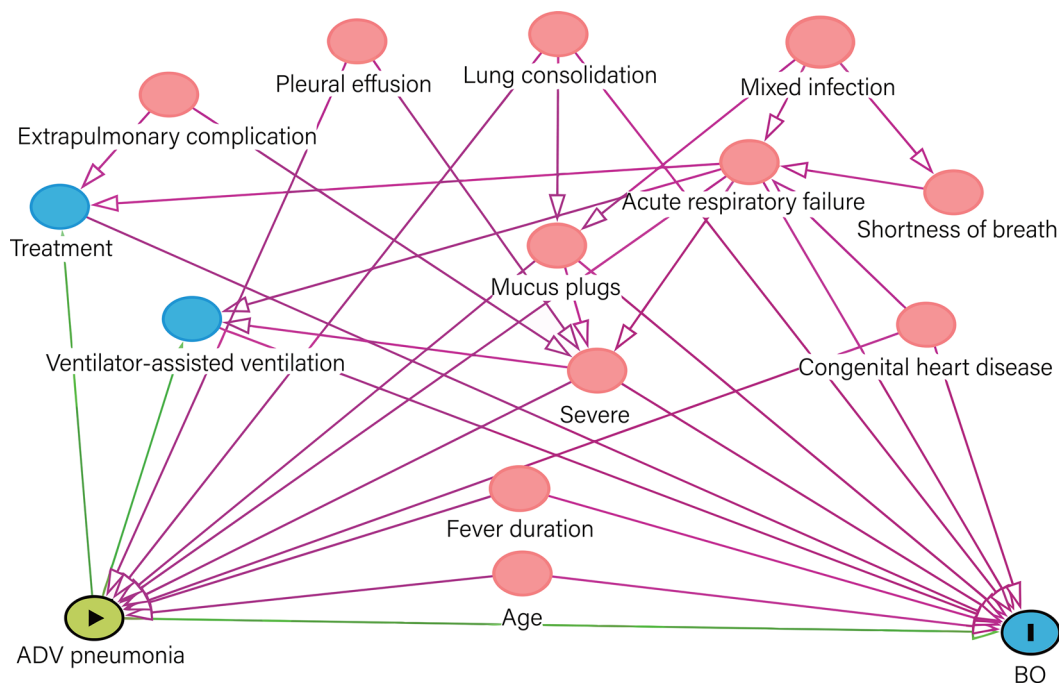 Pleural effusion
Lung consolidation
Mixed infection
Extrapulmonary complication
Acute respiratory failure
Shortness of breath
Treatment
Mucus plugs
Ventilator-assisted ventilation
Congenital heart disease
Severe
Fever duration
Age
ADV pneumonia
BO